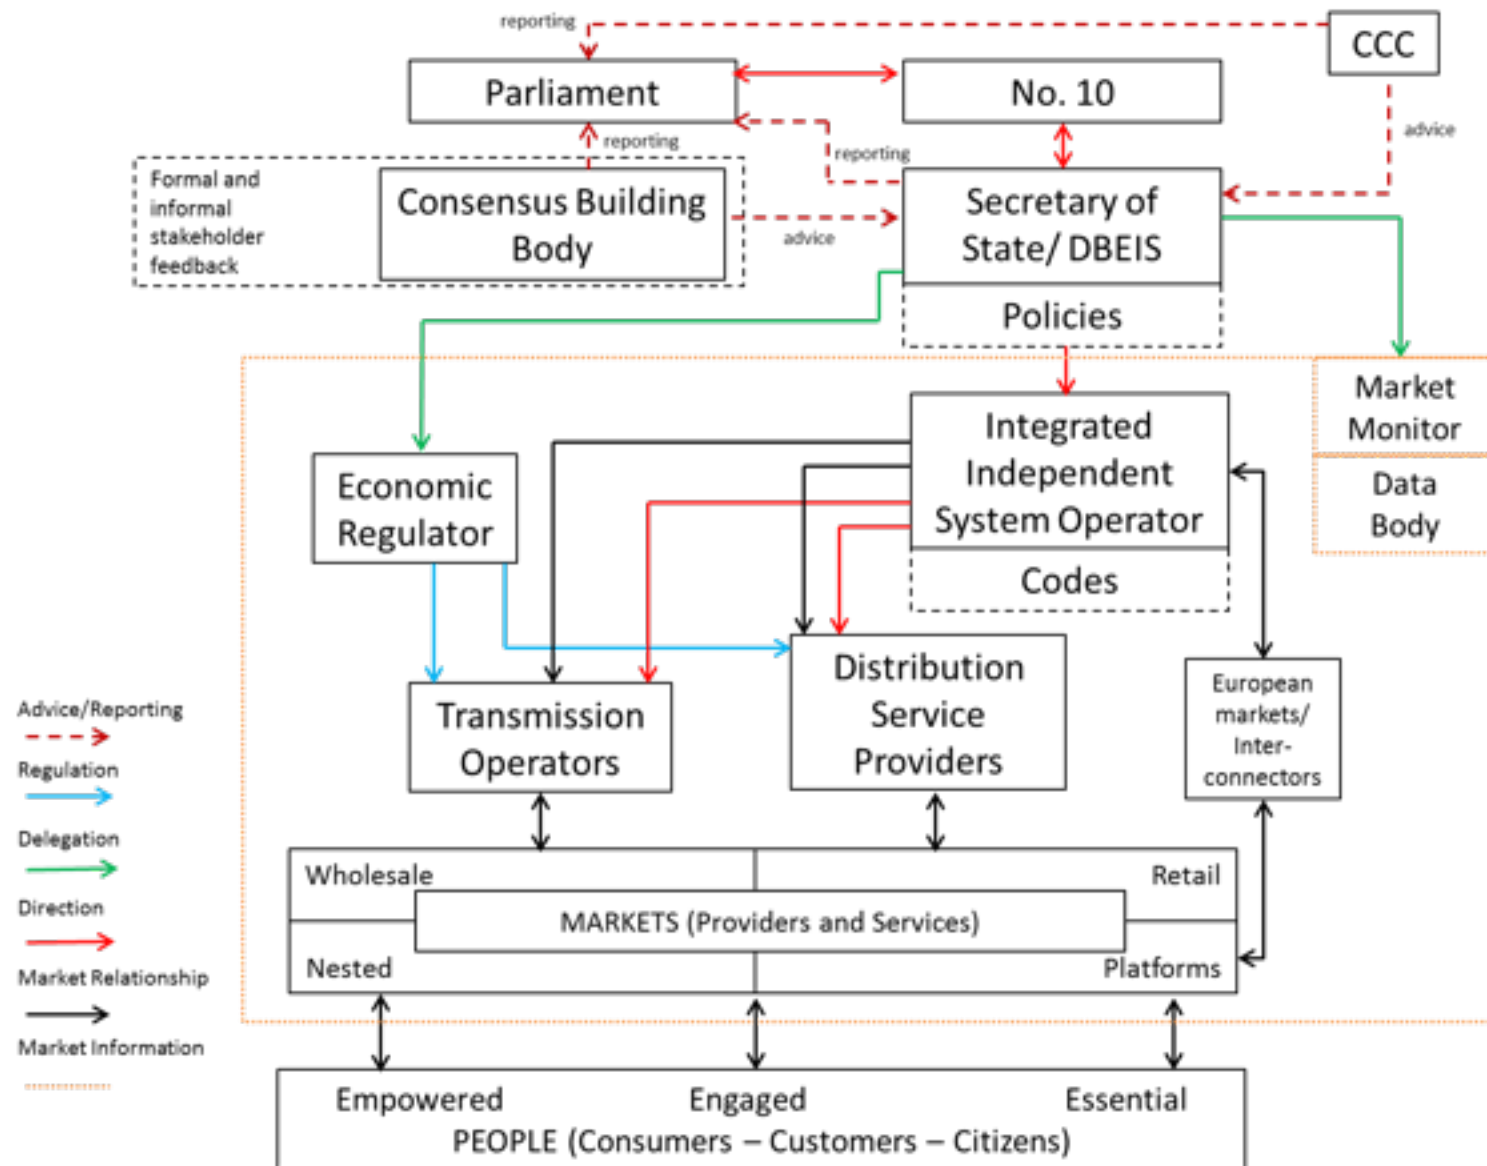 reporting
CCC
Parliament
No. 10
advice
reporting
reporting
Formal and
informal
stakeholder
feedback
Consensus Building
Body
advice
Secretary of
State/ DBEIS
Policies
Market
Monitor
Data
Body
Integrated
Independent
System Operator
Codes
Economic
Regulator
Transmission
Operators
Distribution
Service
Providers
European
markets/
Inter-
connectors
Advice/Reporting
Regulation
Delegation
Direction
Market Relationship
Market Information
Wholesale
Retail
MARKETS (Providers and Services)
Nested
Platforms
Empowered
Engaged
Essential
PEOPLE (Consumers – Customers – Citizens)